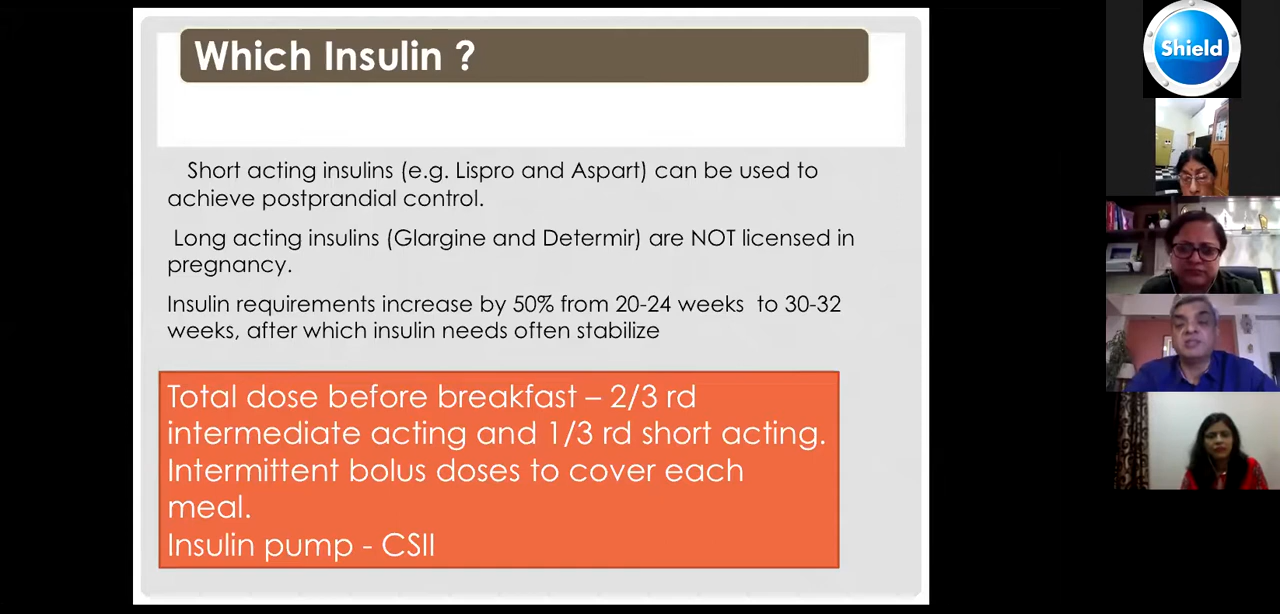 Which Insulin ?
Short acting insulins (e.g. Lispro and Aspart) can be used to
achieve postprandial control.
Long acting insulins (Glargine and Determir) are NOT licensed in
pregnancy.
Insulin requirements increase by 50% from 20-24 weeks to 30-32
weeks, after which insulin needs often stabilize
Total dose before breakfast – 2/3 rd
intermediate acting and 1/3 rd short acting.
Intermittent bolus doses to cover each
meal.
Insulin pump - CSII
Shield